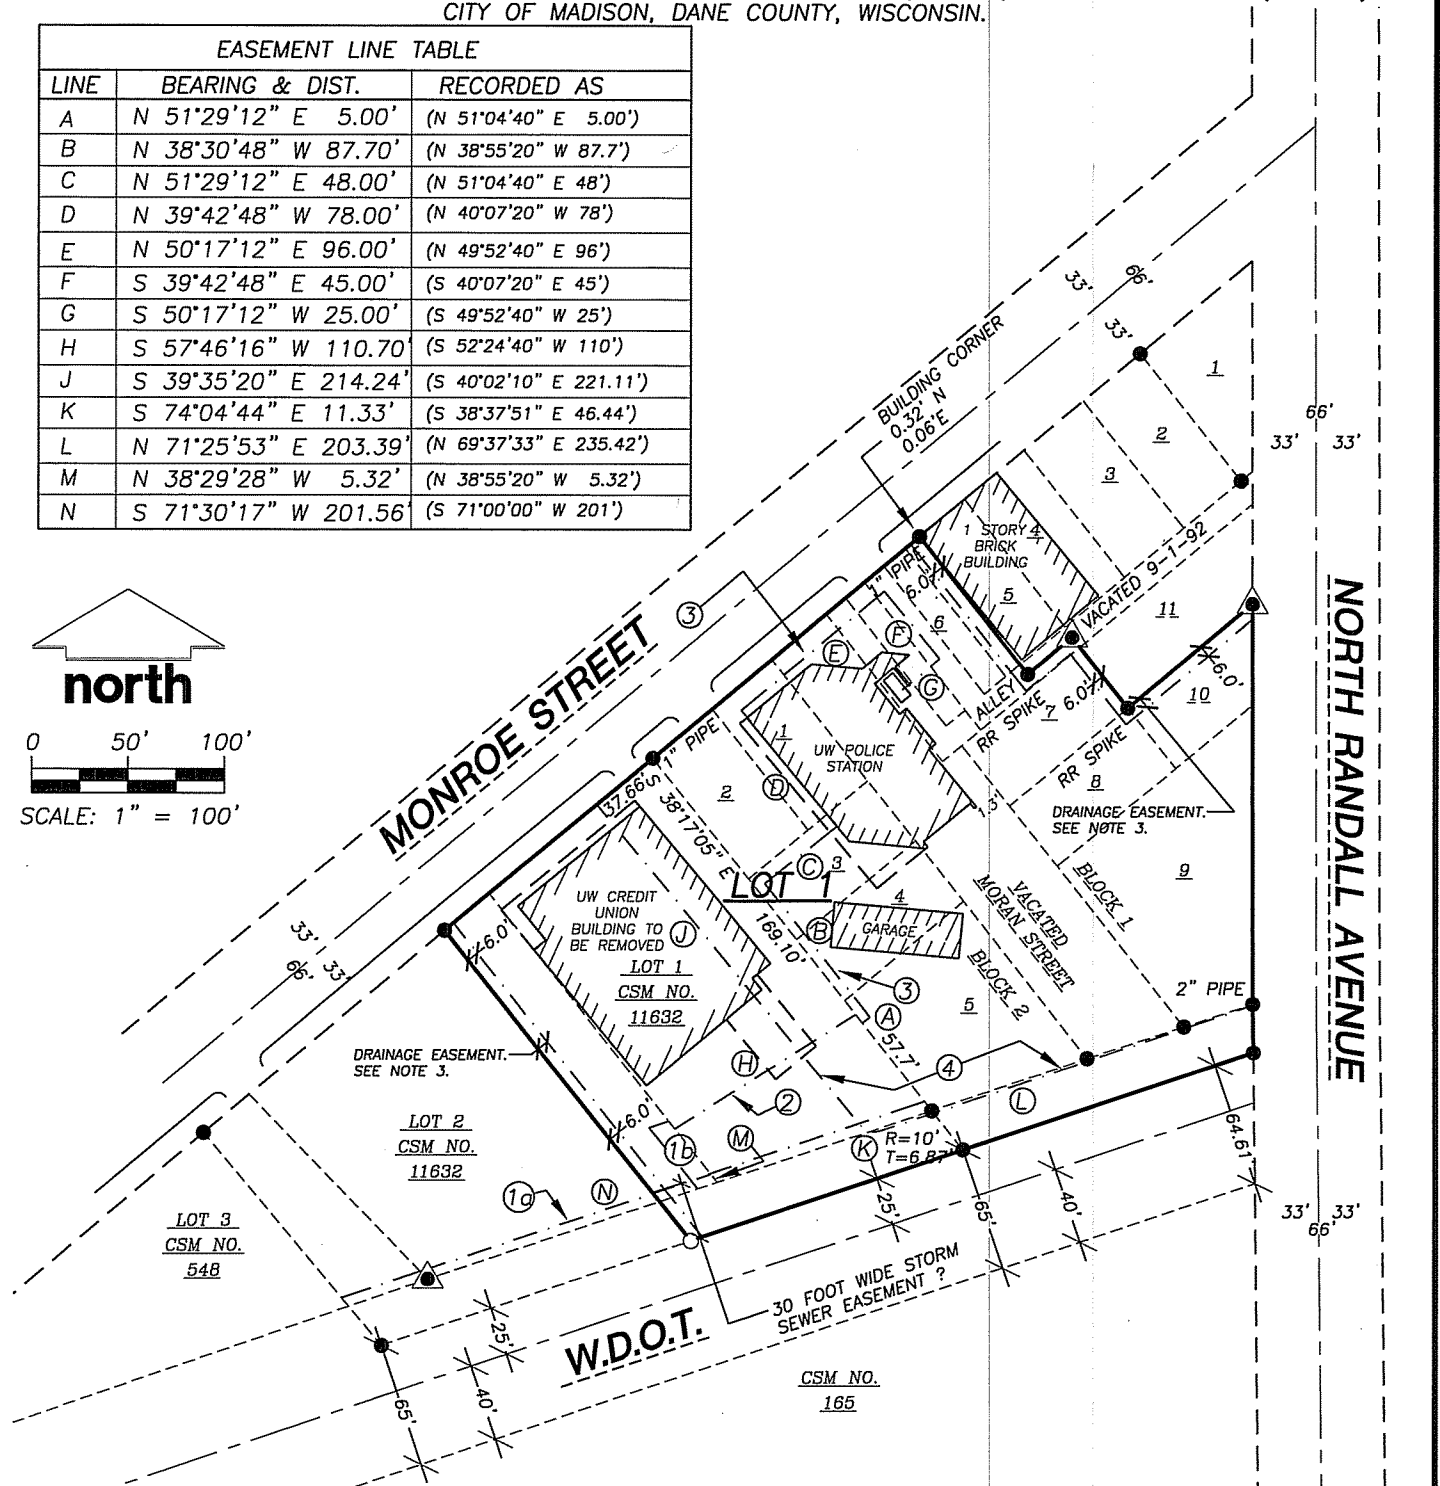 CITY OF MADISON, DANE COUNTY, WISCONSIN.
EASEMENT LINE TABLE
LINE BEARING & DIST. RECORDED AS
A N 51°29'12" E 5.00' (N 51°04'40" E 5.00')
B N 38°30'48" W 87.70' (N 38°55'20" W 87.7')
C N 51°29'12" E 48.00' (N 51°04'40" E 48')
D N 39°42'48" W 78.00' (N 40°07'20" W 78')
E N 50°17'12" E 96.00' (N 49°52'40" E 96')
F S 39°42'48" E 45.00' (S 40°07'20" E 45')
G S 50°17'12" W 25.00' (S 49°52'40" W 25')
H S 57°46'16" W 110.70' (S 52°24'40" W 110')
J S 39°35'20" E 214.24' (S 40°02'10" E 221.11')
K S 74°04'44" E 11.33' (S 38°37'51" E 46.44')
L N 71°25'53" E 203.39' (N 69°37'33" E 235.42')
M N 38°29'28" W 5.32' (N 38°55'20" W 5.32')
N S 71°30'17" W 201.56' (S 71°00'00" W 201')
north
0 50' 100'
SCALE: 1" = 100'
MONROE STREET
NORTH RANDALL AVENUE
W.D.O.T.
33'
66'
33'
BUILDING CORNER
0.32' N
0.06'E
1
2
3
66'
33' 33'
1 STORY
BRICK
BUILDING
4
5
VACATED 9-1-92
11
1" PIPE
6.0'
6
3
E
F
G
ALLEY
RR SPIKE
7
6.0'
6.0'
10
RR SPIKE
8
DRAINAGE EASEMENT.
SEE NOTE 3.
9
1" PIPE
1
UW POLICE
STATION
D
2
1.3'
37.66'
S 38°17'05" E
169.10'
C
3
LOT 1
4
GARAGE
B
BLOCK 1
VACATED
MORAN STREET
BLOCK 2
UW CREDIT
UNION
BUILDING TO
BE REMOVED
J
LOT 1
CSM NO.
11632
3
A
5
57.7'
2" PIPE
33'
66'
33'
6.0'
DRAINAGE EASEMENT.
SEE NOTE 3.
H
4
2
L
6.0'
LOT 2
CSM NO.
11632
1b
M
K
R=10'
T=6.87'
64.61'
1a
N
25'
65'
40'
LOT 3
CSM NO.
548
33' 33'
66'
30 FOOT WIDE STORM
SEWER EASEMENT ?
25'
65'
40'
CSM NO.
165